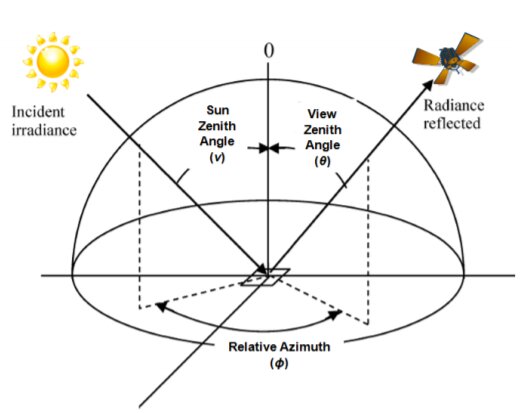 0
Incident
irradiance
Sun
Zenith
Angle
(v)
View
Zenith
Angle
(θ)
Radiance
reflected
Relative Azimuth
(ϕ)